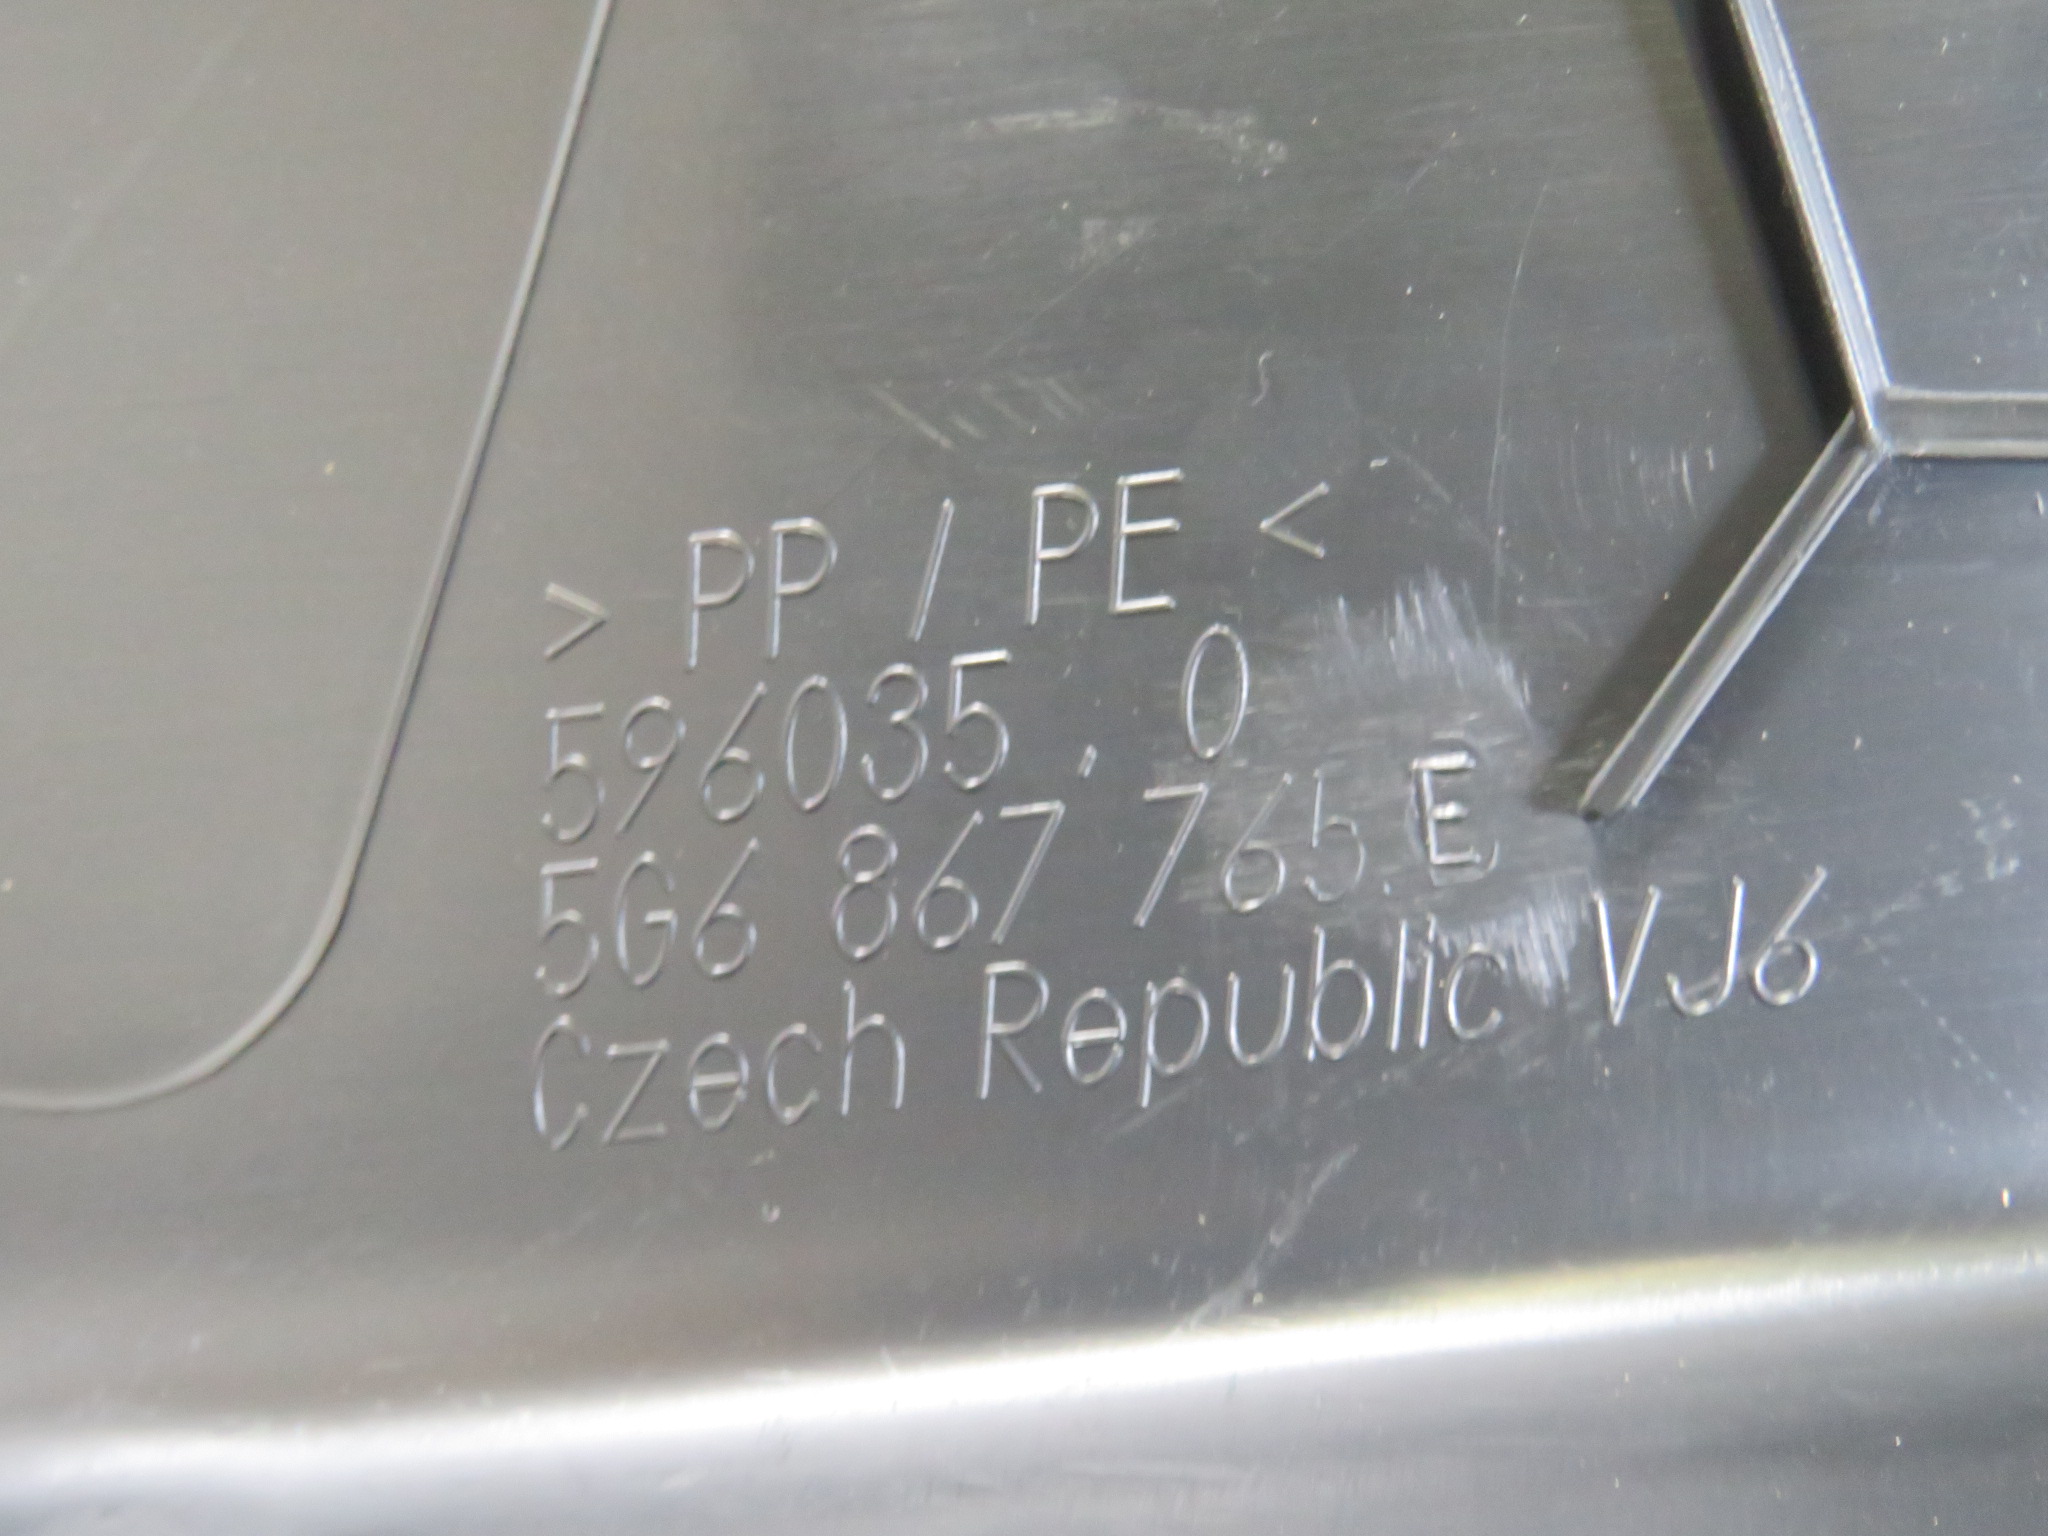 > PP / PE <
596035 . 0
5G6 867 765 E
Czech Republic VJ6